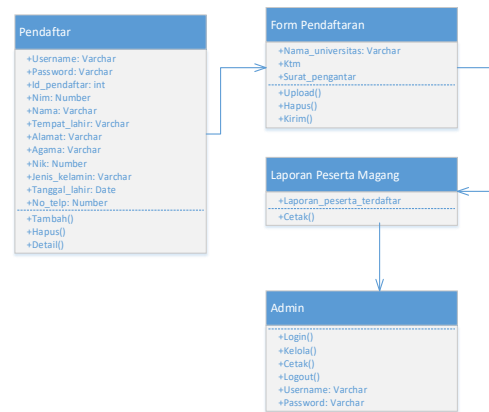 Pendaftar
+Username: Varchar
+Password: Varchar
+Id_pendaftar: int
+Nim: Number
+Nama: Varchar
+Tempat_lahir: Varchar
+Alamat: Varchar
+Agama: Varchar
+Nik: Number
+Jenis_kelamin: Varchar
+Tanggal_lahir: Date
+No_telp: Number
+Tambah()
+Hapus()
+Detail()
Form Pendaftaran
+Nama_universitas: Varchar
+Ktm
+Surat_pengantar
+Upload()
+Hapus()
+Kirim()
Laporan Peserta Magang
+Laporan_peserta_terdaftar
+Cetak()
Admin
+Login()
+Kelola()
+Cetak()
+Logout()
+Username: Varchar
+Password: Varchar